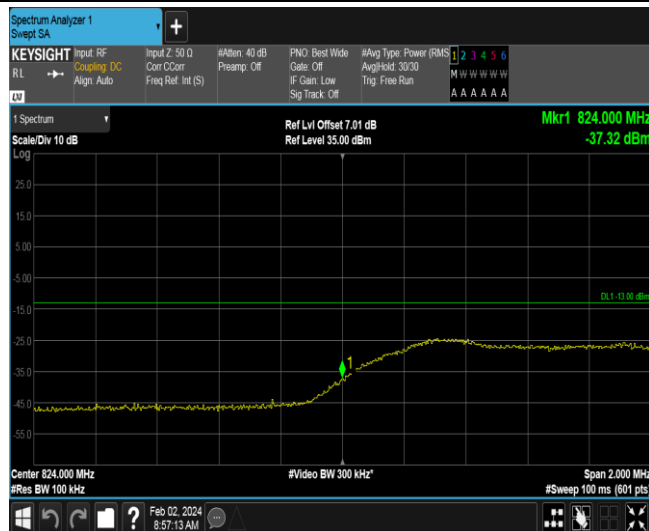 Spectrum Analyzer 1
Swept SA
+
KEYSIGHT
RL
LXI
Input: RF
Coupling: DC
Align: Auto
Input Z: 50 Ω
Corr CCorr
Freq Ref: Int (S)
#Atten: 40 dB
Preamp: Off
PNO: Best Wide
Gate: Off
IF Gain: Low
Sig Track: Off
#Avg Type: Power (RMS
Avg|Hold: 30/30
Trig: Free Run
1 2 3 4 5 6
M W W W W W
A A A A A A
1 Spectrum
Scale/Div 10 dB
Log
Ref Lvl Offset 7.01 dB
Ref Level 35.00 dBm
Mkr1 824.000 MHz
-37.32 dBm
25.0
15.0
5.00
-5.00
-15.0
-25.0
-35.0
-45.0
-55.0
DL1 -13.00 dBm
1
Center 824.000 MHz
#Res BW 100 kHz
#Video BW 300 kHz*
Span 2.000 MHz
#Sweep 100 ms (601 pts)
?
Feb 02, 2024
8:57:13 AM